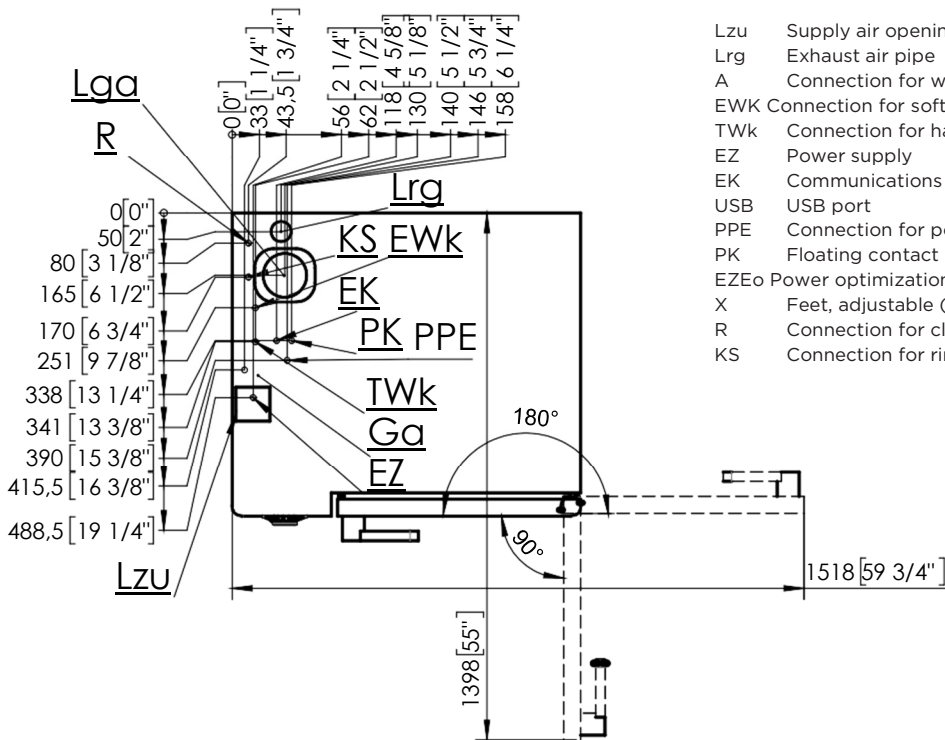 0[0"]
33[1 1/4"]
43,5[1 3/4"]
56[2 1/4"]
62[2 1/2"]
118[4 5/8"]
130[5 1/8"]
140[5 1/2"]
146[5 3/4"]
158[6 1/4"]
Lga
R
Lrg
KS EWk
EK
PK PPE
TWk
Ga
EZ
Lzu
0[0"]
50[2"]
80 [3 1/8"]
165 [6 1/2"]
170 [6 3/4"]
251 [9 7/8"]
338 [13 1/4"]
341 [13 3/8"]
390 [15 3/8"]
415,5 [16 3/8"]
488,5 [19 1/4"]
180°
90°
1518 [59 3/4"]
1398[55"]
Lzu Supply air openin
Lrg Exhaust air pipe
A Connection for w
EWK Connection for soft
TWk Connection for ha
EZ Power supply
EK Communications
USB USB port
PPE Connection for po
PK Floating contact
EZEo Power optimization
X Feet, adjustable (
R Connection for cl
KS Connection for rin